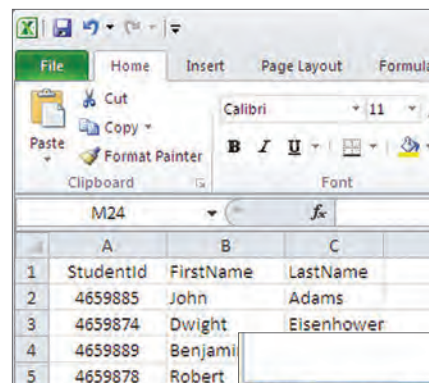 File Home Insert Page Layout Formula
Cut
Calibri 11
Copy
Paste
Format Painter
B I U
Clipboard Font
M24 fx
A B C
1 StudentId FirstName LastName
2 4659885 John Adams
3 4659874 Dwight Eisenhower
4 4659889 Benjami
5 4659878 Robert